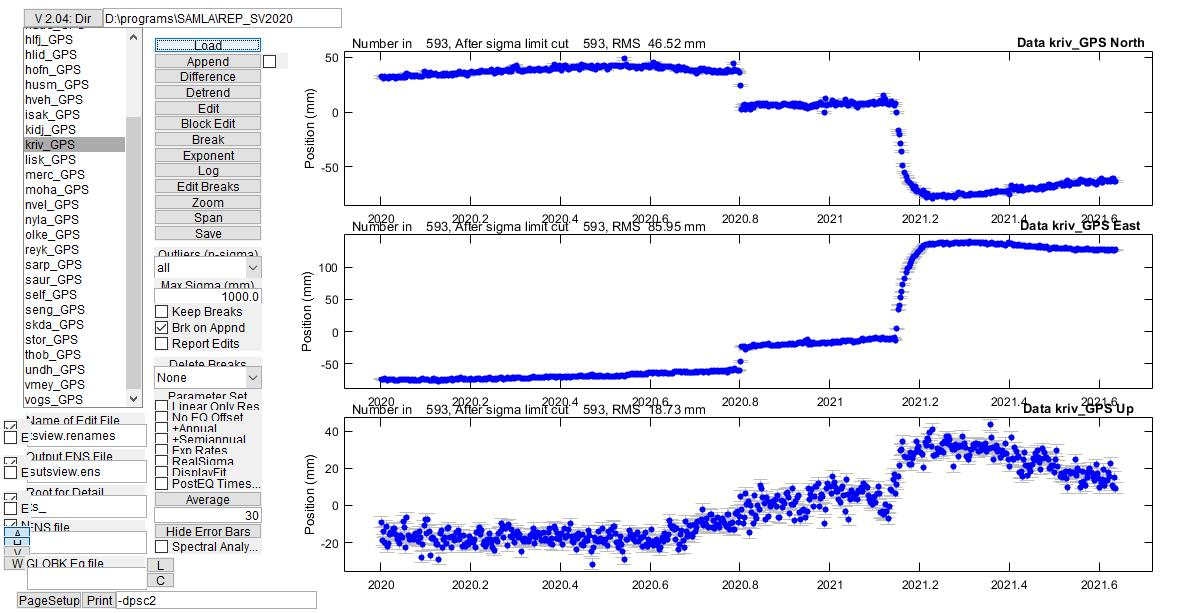 V 2.04: Dir D:\programs\SAMLA\REP_SV2020
hlfj_GPS
hlid_GPS
hofn_GPS
husm_GPS
hveh_GPS
isak_GPS
kidj_GPS
kriv_GPS
lisk_GPS
merc_GPS
moha_GPS
nvel_GPS
nyla_GPS
olke_GPS
reyk_GPS
sarp_GPS
saur_GPS
self_GPS
seng_GPS
skda_GPS
stor_GPS
thob_GPS
undh_GPS
vmey_GPS
vogs_GPS
Name of Edit File
tsview.renames
Output ENS File
sutsview.ens
Root for Detail
ts_
ENS file
GLOBK Eq file
PageSetup Print -dpsc2
Load
Append
Difference
Detrend
Edit
Block Edit
Break
Exponent
Log
Edit Breaks
Zoom
Span
Save
Outliers (n-sigma)
all
Max Sigma (mm)
1000.0
Keep Breaks
Brk on Appnd
Report Edits
Delete Breaks
None
Parameter Set
Linear Only Res
No EQ Offset
+Annual
+Semiannual
Exp Rates
RealSigma
DisplayFit
PostEQ Times...
Average
30
Hide Error Bars
Spectral Analy...
L
C
Number in 593, After sigma limit cut 593, RMS 46.52 mm
Data kriv_GPS North
Position (mm)
50
0
-50
2020 2020.2 2020.4 2020.6 2020.8 2021 2021.2 2021.4 2021.6
Number in 593, After sigma limit cut 593, RMS 85.95 mm
Data kriv_GPS East
Position (mm)
100
50
0
-50
2020 2020.2 2020.4 2020.6 2020.8 2021 2021.2 2021.4 2021.6
Number in 593, After sigma limit cut 593, RMS 18.73 mm
Data kriv_GPS Up
Position (mm)
40
20
0
-20
2020 2020.2 2020.4 2020.6 2020.8 2021 2021.2 2021.4 2021.6